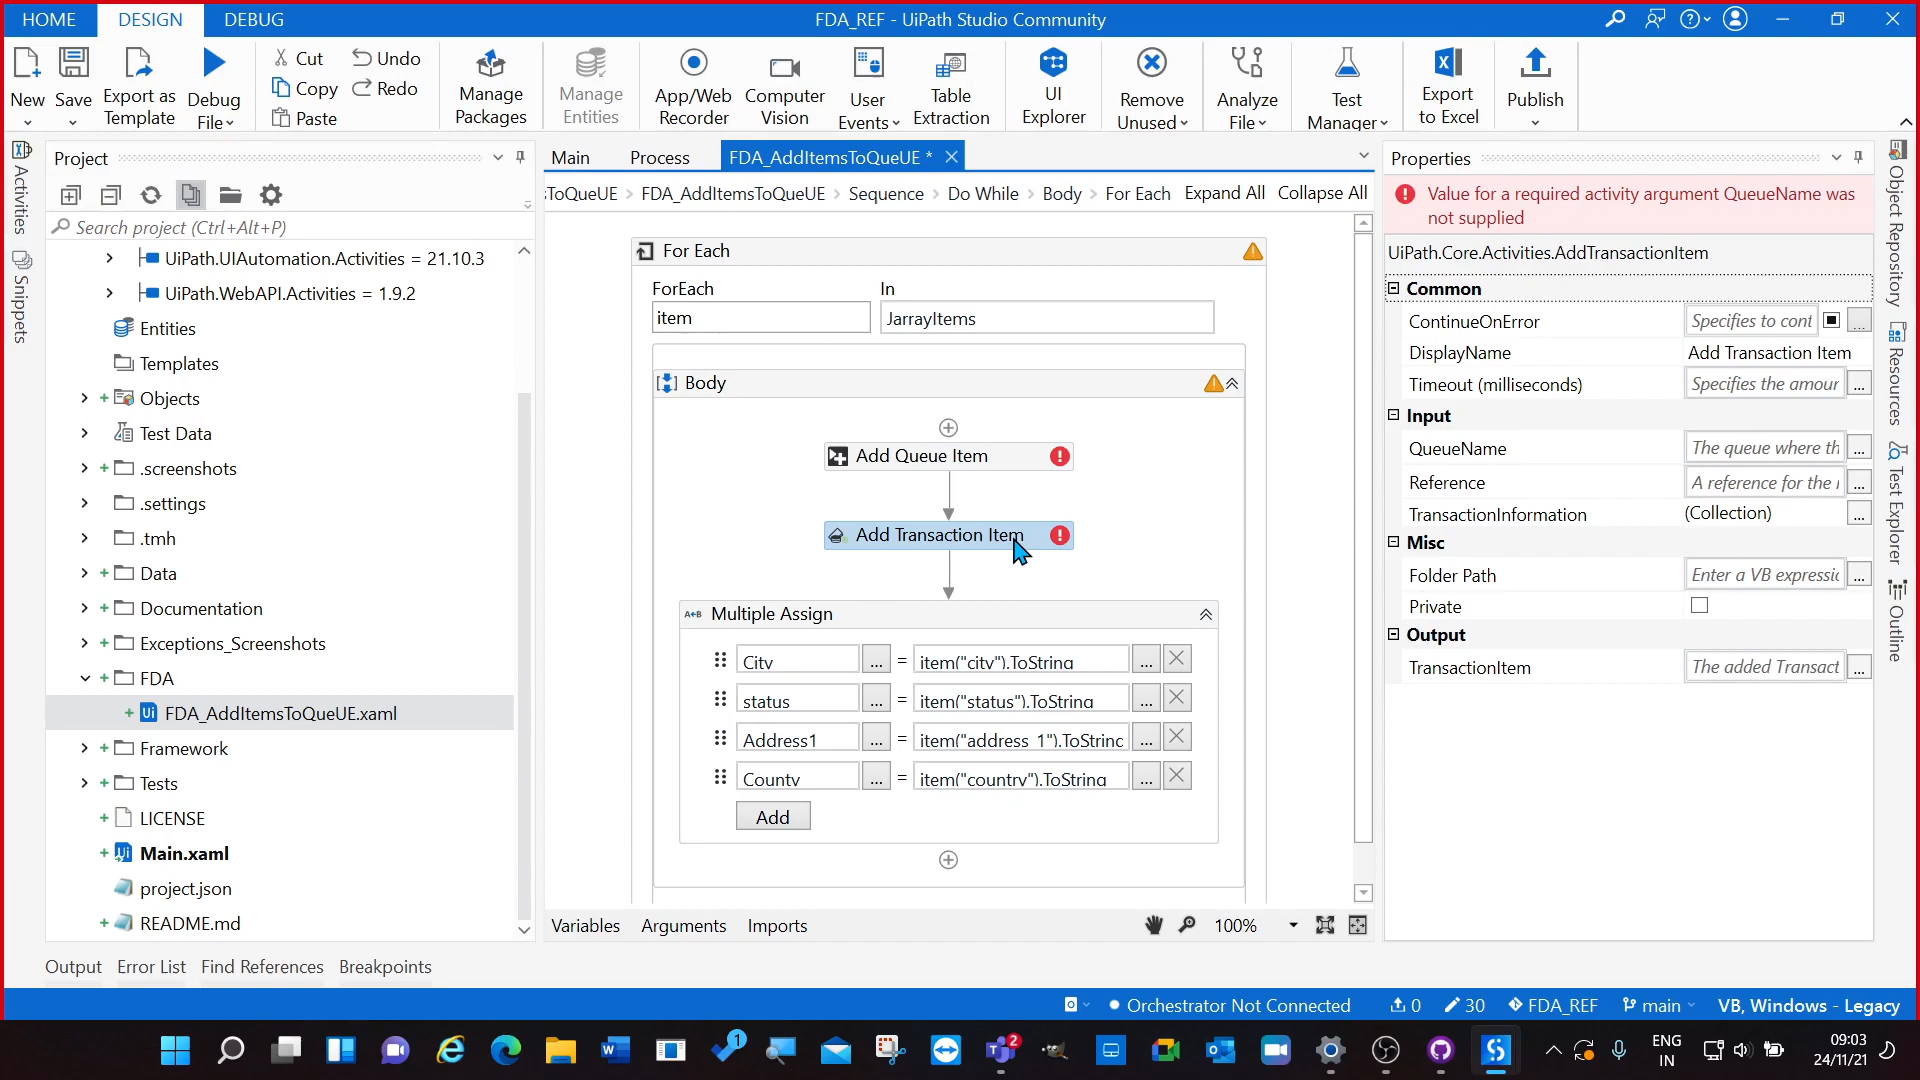 HOME
DESIGN
DEBUG
FDA_REF - UiPath Studio Community
New
Save
Export as
Template
Debug
File
Cut
Copy
Paste
Undo
Redo
Manage
Packages
Manage
Entities
App/Web
Recorder
Computer
Vision
User
Events
Table
Extraction
UI
Explorer
Remove
Unused
Analyze
File
Test
Manager
Export
to Excel
Publish
Activities
Snippets
Project
Search project (Ctrl+Alt+P)
UiPath.UIAutomation.Activities = 21.10.3
UiPath.WebAPI.Activities = 1.9.2
Entities
Templates
Objects
Test Data
.screenshots
.settings
.tmh
Data
Documentation
Exceptions_Screenshots
FDA
FDA_AddItemsToQueUE.xaml
Framework
Tests
LICENSE
Main.xaml
project.json
README.md
Main
Process
FDA_AddItemsToQueUE *
sToQueUE > FDA_AddItemsToQueUE > Sequence > Do While > Body > For Each
Expand All
Collapse All
For Each
ForEach
In
item
JarrayItems
Body
Add Queue Item
Add Transaction Item
Multiple Assign
City = item("city").ToString
status = item("status").ToString
Address1 = item("address_1").ToString
County = item("country").ToString
Add
Variables
Arguments
Imports
100%
Properties
Value for a required activity argument QueueName was
not supplied
UiPath.Core.Activities.AddTransactionItem
Common
ContinueOnError
Specifies to cont
DisplayName
Add Transaction Item
Timeout (milliseconds)
Specifies the amour
Input
QueueName
The queue where th
Reference
A reference for the
TransactionInformation
(Collection)
Misc
Folder Path
Enter a VB expressic
Private
Output
TransactionItem
The added Transact
Object Repository
Resources
Test Explorer
Outline
Output
Error List
Find References
Breakpoints
Orchestrator Not Connected
0
30
FDA_REF
main
VB, Windows - Legacy
1
2
ENG
IN
09:03
24/11/21